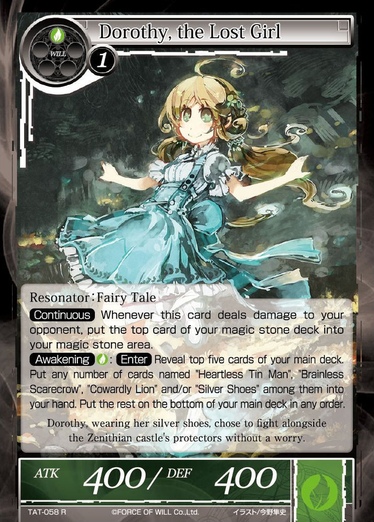 Dorothy, the Lost Girl
WILL
1
Resonator : Fairy Tale
Continuous Whenever this card deals damage to your
opponent, put the top card of your magic stone deck into
your magic stone area.
Awakening : Enter Reveal top five cards of your main deck.
Put any number of cards named "Heartless Tin Man", "Brainless
Scarecrow", "Cowardly Lion" and/or "Silver Shoes" among them into
your hand. Put the rest on the bottom of your main deck in any order.
Dorothy, wearing her silver shoes, chose to fight alongside
the Zenithian castle's protectors without a worry.
ATK 400 / DEF 400
TAT-058 R ©FORCE OF WILL Co.,Ltd. イラスト/今野隼史